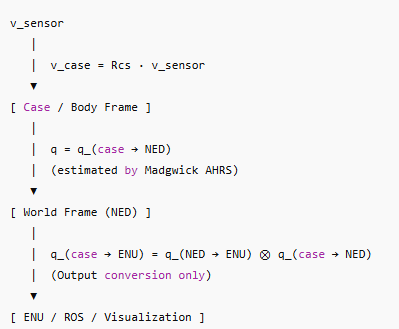 v_sensor
|
| v_case = Rcs · v_sensor
▼
[ Case / Body Frame ]
|
| q = q_(case → NED)
| (estimated by Madgwick AHRS)
▼
[ World Frame (NED) ]
|
| q_(case → ENU) = q_(NED → ENU) ⊗ q_(case → NED)
| (Output conversion only)
▼
[ ENU / ROS / Visualization ]